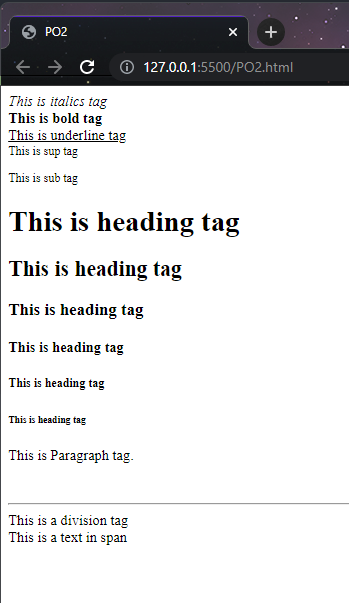 PO2
127.0.0.1:5500/PO2.html
This is italics tag
This is bold tag
This is underline tag
This is sup tag
This is sub tag
This is heading tag
This is heading tag
This is heading tag
This is heading tag
This is heading tag
This is heading tag
This is Paragraph tag.
This is a division tag
This is a text in span